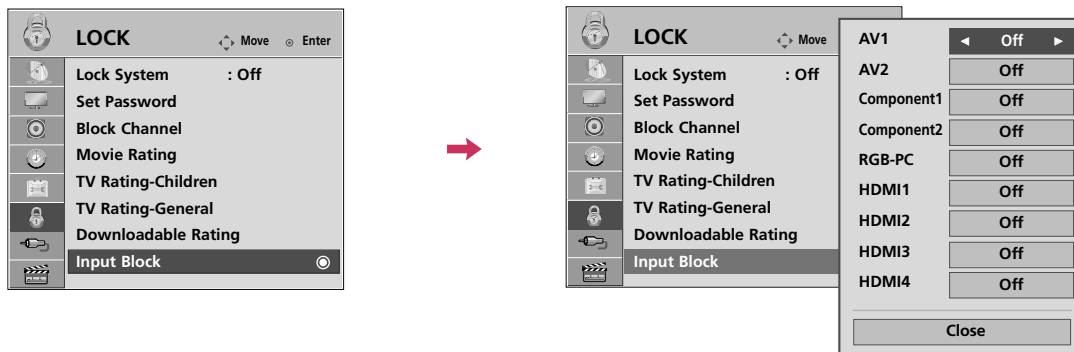 LOCK
Move
Enter
Lock System : Off
Set Password
Block Channel
Movie Rating
TV Rating-Children
TV Rating-General
Downloadable Rating
Input Block
LOCK
Move
Lock System : Off
Set Password
Block Channel
Movie Rating
TV Rating-Children
TV Rating-General
Downloadable Rating
Input Block
AV1 ◄ Off ►
AV2 Off
Component1 Off
Component2 Off
RGB-PC Off
HDMI1 Off
HDMI2 Off
HDMI3 Off
HDMI4 Off
Close